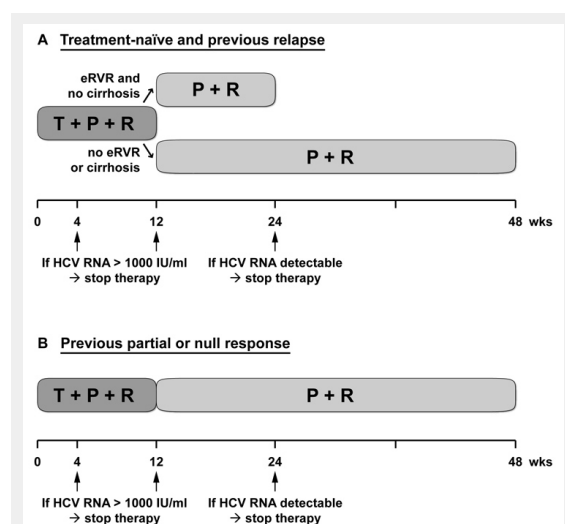 A Treatment-naïve and previous relapse
eRVR and
no cirrhosis
P + R
T + P + R
no eRVR
or cirrhosis
P + R
0 4 12 24 48 wks
If HCV RNA > 1000 IU/ml
→ stop therapy
If HCV RNA detectable
→ stop therapy
B Previous partial or null response
T + P + R
P + R
0 4 12 24 48 wks
If HCV RNA > 1000 IU/ml
→ stop therapy
If HCV RNA detectable
→ stop therapy